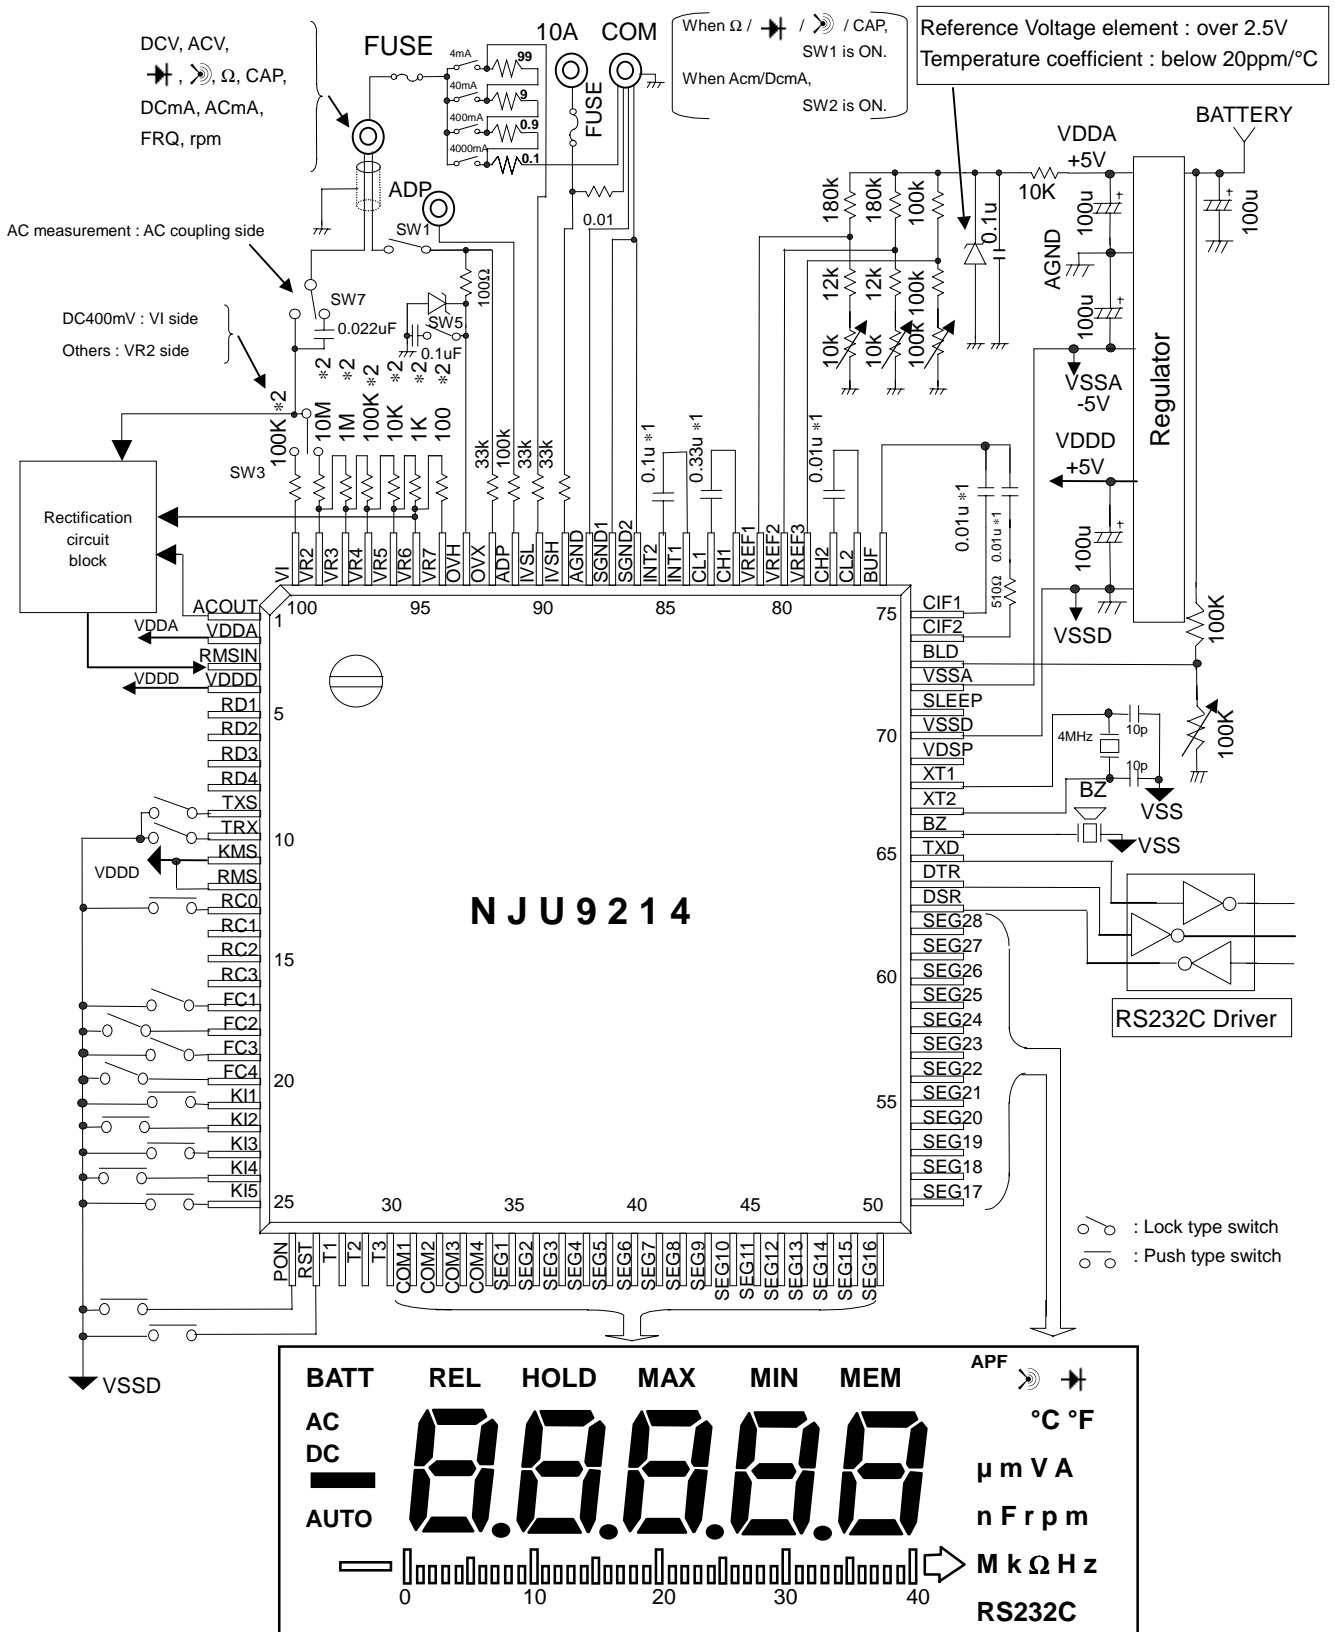 DCV, ACV,
, , Ω, CAP,
DCmA, ACmA,
FRQ, rpm
FUSE
4mA
99
40mA
9
400mA
0.9
4000mA
0.1
10A
COM
FUSE
When Ω / / / CAP,
SW1 is ON.
When Acm/DcmA,
SW2 is ON.
Reference Voltage element : over 2.5V
Temperature coefficient : below 20ppm/°C
BATTERY
VDDA
+5V
10K
100u
100u
AGND
100u
VSSA
-5V
VDDD
+5V
100u
VSSD
Regulator
100K
100K
ADP
SW1
0.01
100Ω
AC measurement : AC coupling side
SW7
0.022uF
SW5
0.1uF
DC400mV : VI side
Others : VR2 side
100K *2
10M *2
1M *2
100K *2
10K *2
1K *2
100 *2
33k
100k
33k
33k
180k
180k
100k
12k
12k
100k
10k
10k
100k
0.1u
0.1u *1
0.33u *1
0.01u *1
0.01u *1
0.01u *1
510Ω
SW3
Rectification
circuit
block
VI
VR2
VR3
VR4
VR5
VR6
VR7
OVH
OVX
ADP
IVSL
IVSH
AGND
SGND1
SGND2
INT2
INT1
CL1
CH1
VREF1
VREF2
VREF3
CH2
CL2
BUF
100
95
90
85
80
ACOUT
1
VDDA
VDDA
RMSIN
VDDD
VDDD
RD1
5
RD2
RD3
RD4
TXS
TRX
10
KMS
VDDD
RMS
RC0
RC1
RC2
15
RC3
FC1
FC2
FC3
FC4
20
KI1
KI2
KI3
KI4
KI5
25
NJU9214
75
CIF1
CIF2
BLD
VSSA
SLEEP
70
VSSD
VDSP
XT1
XT2
BZ
65
TXD
DTR
DSR
SEG28
SEG27
60
SEG26
SEG25
SEG24
SEG23
SEG22
55
SEG21
SEG20
SEG19
SEG18
SEG17
4MHz
10p
10p
VSS
BZ
VSS
RS232C Driver
: Lock type switch
: Push type switch
30
35
40
45
50
PON
RST
T1
T2
T3
COM1
COM2
COM3
COM4
SEG1
SEG2
SEG3
SEG4
SEG5
SEG6
SEG7
SEG8
SEG9
SEG10
SEG11
SEG12
SEG13
SEG14
SEG15
SEG16
VSSD
BATT REL HOLD MAX MIN MEM
APF
AC
DC
AUTO
8.8.8.8.8
°C °F
µ m V A
n F r p m
M k Ω H z
RS232C
0 10 20 30 40